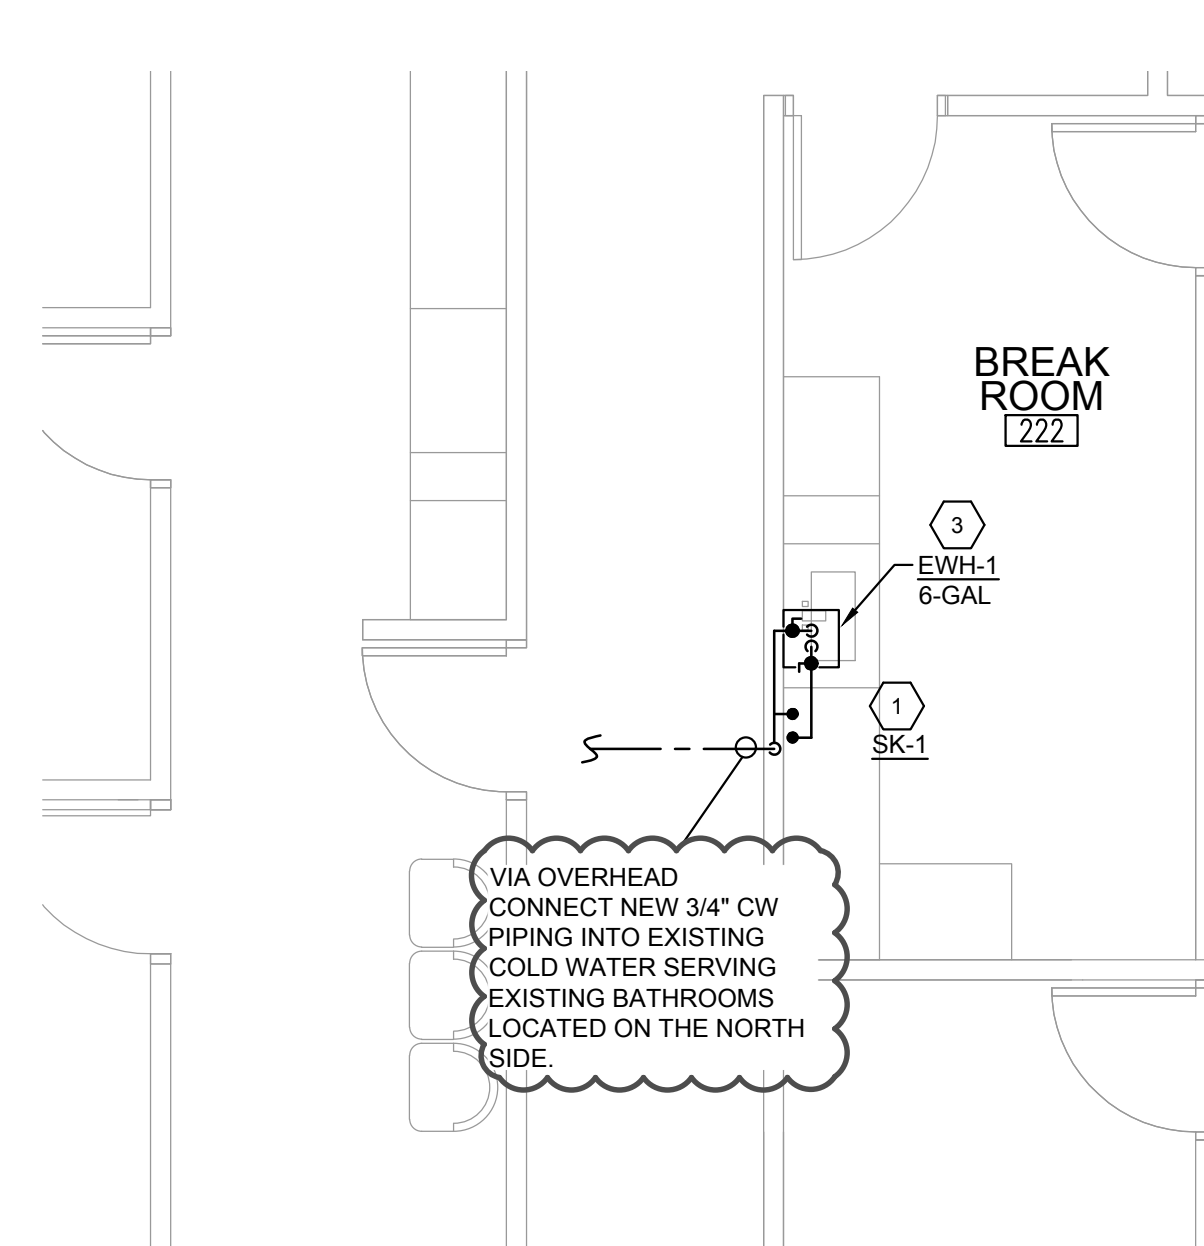 BREAK
ROOM
222
3
EWH-1
6-GAL
1
SK-1
VIA OVERHEAD
CONNECT NEW 3/4" CW
PIPING INTO EXISTING
COLD WATER SERVING
EXISTING BATHROOMS
LOCATED ON THE NORTH
SIDE.